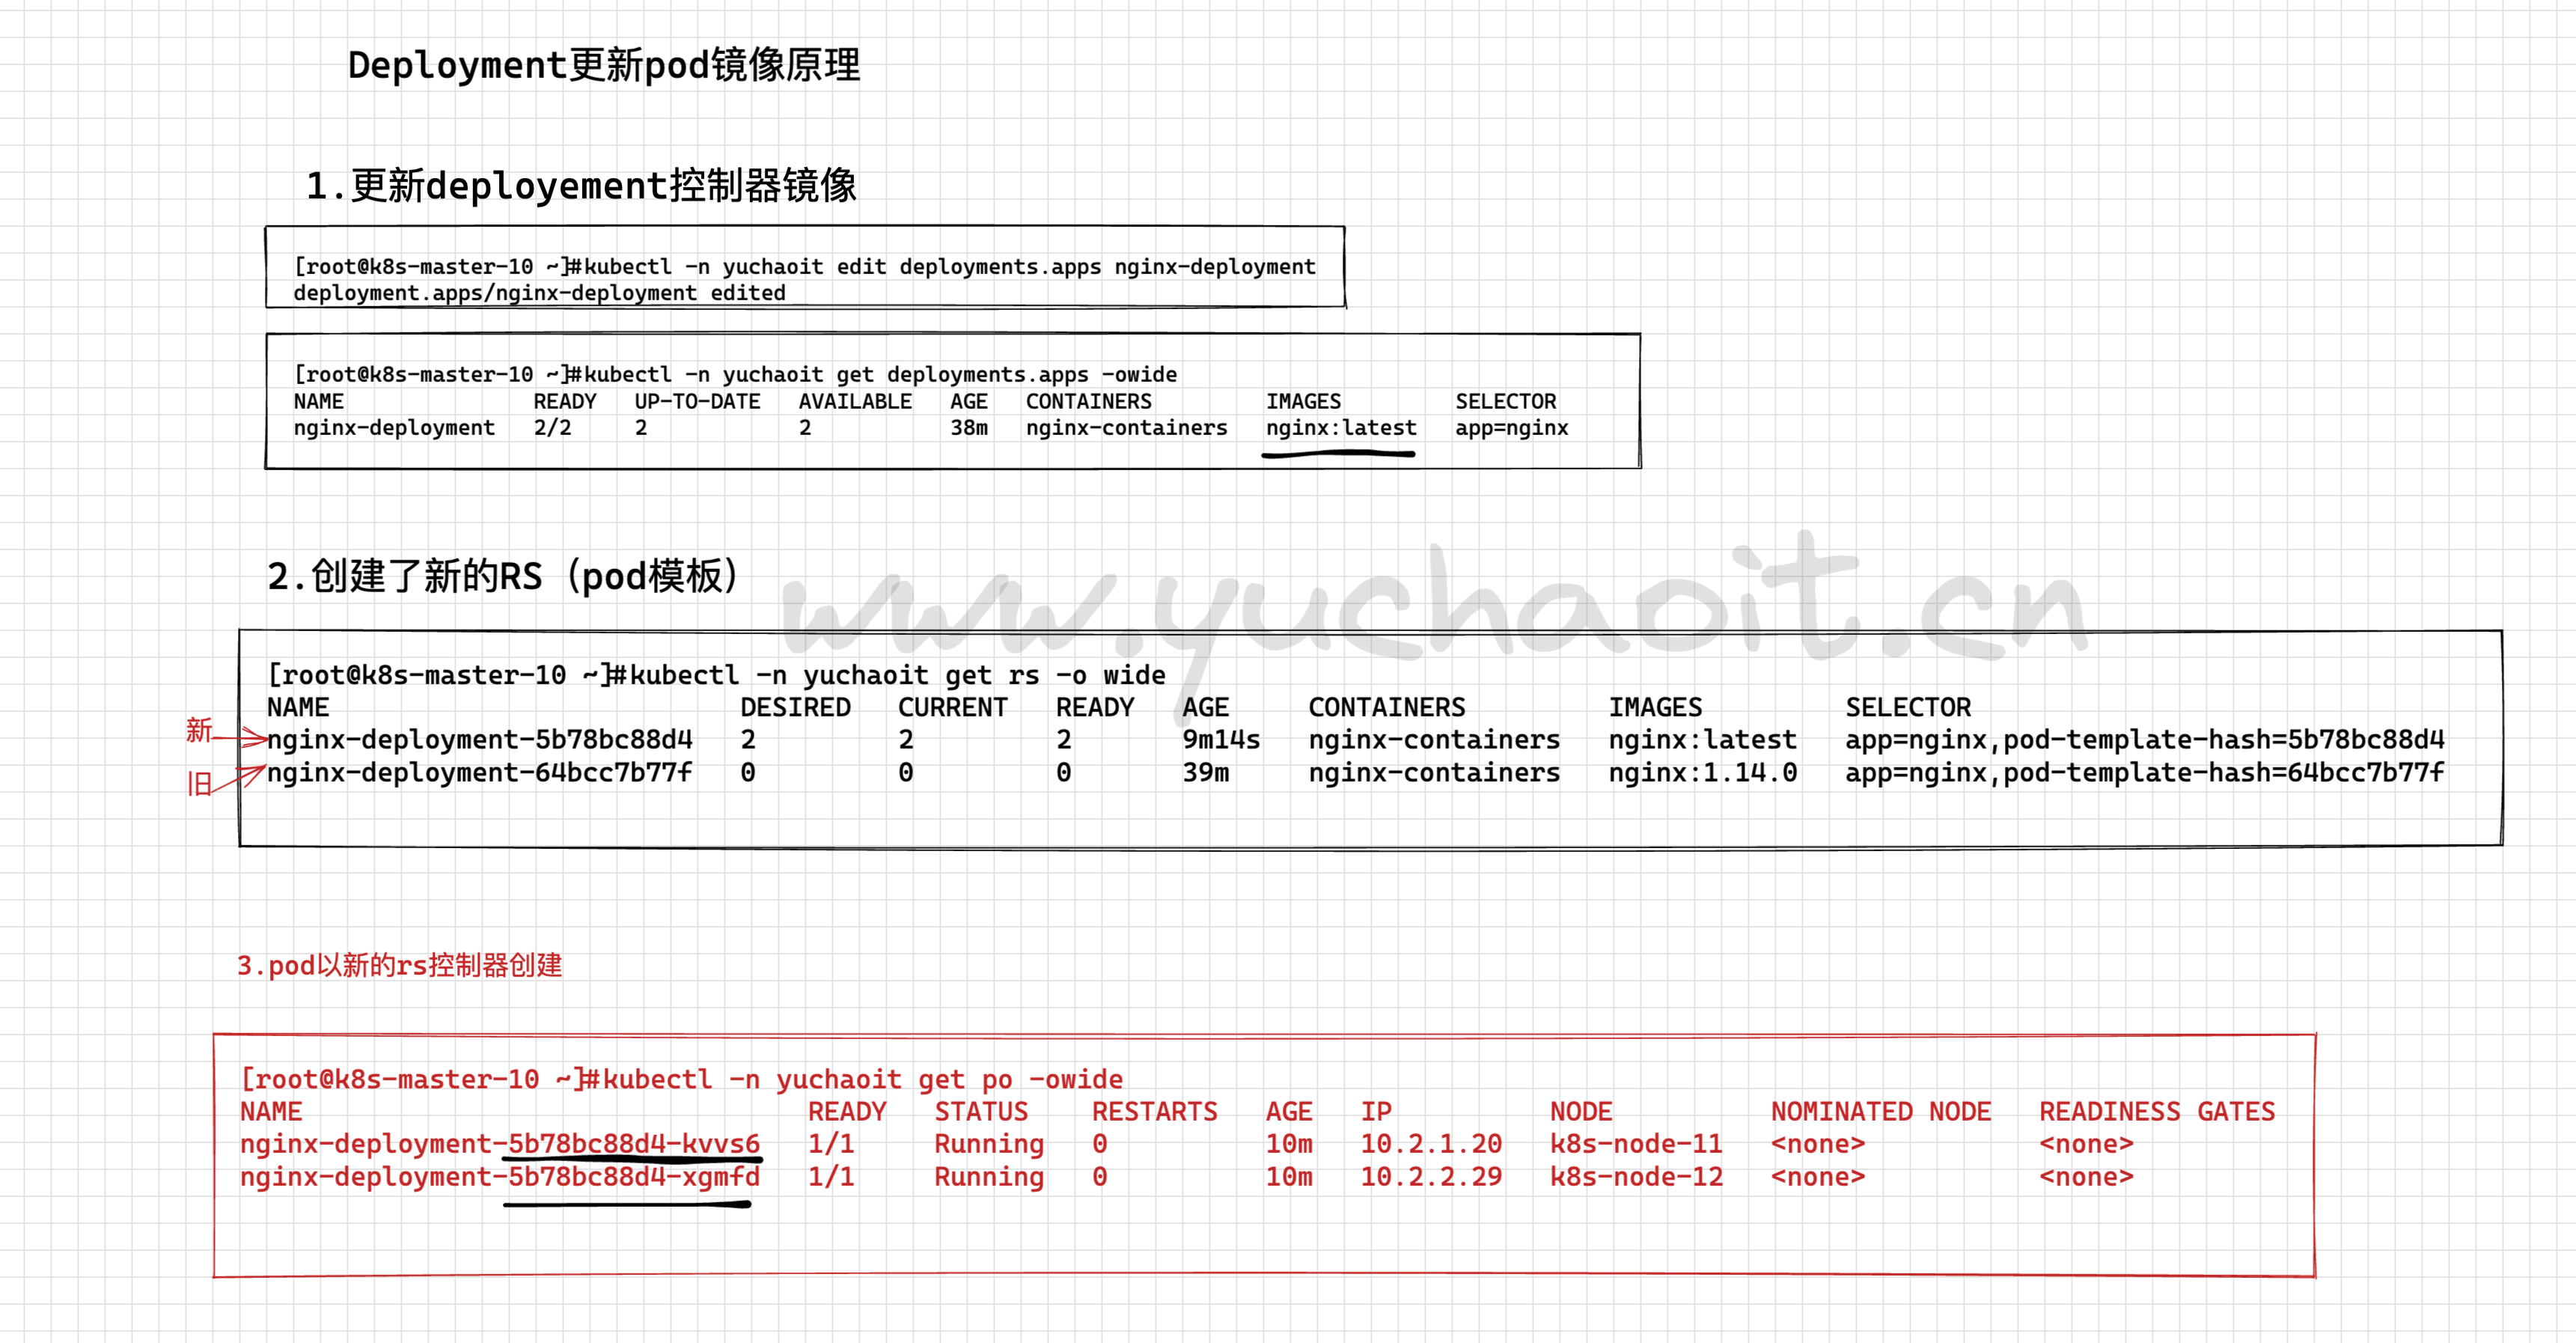 Deployment更新pod镜像原理
1.更新deployement控制器镜像
[root@k8s-master-10 ~]#kubectl -n yuchaoit edit deployments.apps nginx-deployment
deployment.apps/nginx-deployment edited
[root@k8s-master-10 ~]#kubectl -n yuchaoit get deployments.apps -owide
NAME READY UP-TO-DATE AVAILABLE AGE CONTAINERS IMAGES SELECTOR
nginx-deployment 2/2 2 2 38m nginx-containers nginx:latest app=nginx
2.创建了新的RS（pod模板）
www.yuchaoit.cn
[root@k8s-master-10 ~]#kubectl -n yuchaoit get rs -o wide
NAME DESIRED CURRENT READY AGE CONTAINERS IMAGES SELECTOR
新 nginx-deployment-5b78bc88d4 2 2 2 9m14s nginx-containers nginx:latest app=nginx,pod-template-hash=5b78bc88d4
旧 nginx-deployment-64bcc7b77f 0 0 0 39m nginx-containers nginx:1.14.0 app=nginx,pod-template-hash=64bcc7b77f
3.pod以新的rs控制器创建
[root@k8s-master-10 ~]#kubectl -n yuchaoit get po -owide
NAME READY STATUS RESTARTS AGE IP NODE NOMINATED NODE READINESS GATES
nginx-deployment-5b78bc88d4-kvvs6 1/1 Running 0 10m 10.2.1.20 k8s-node-11 <none> <none>
nginx-deployment-5b78bc88d4-xgmfd 1/1 Running 0 10m 10.2.2.29 k8s-node-12 <none> <none>